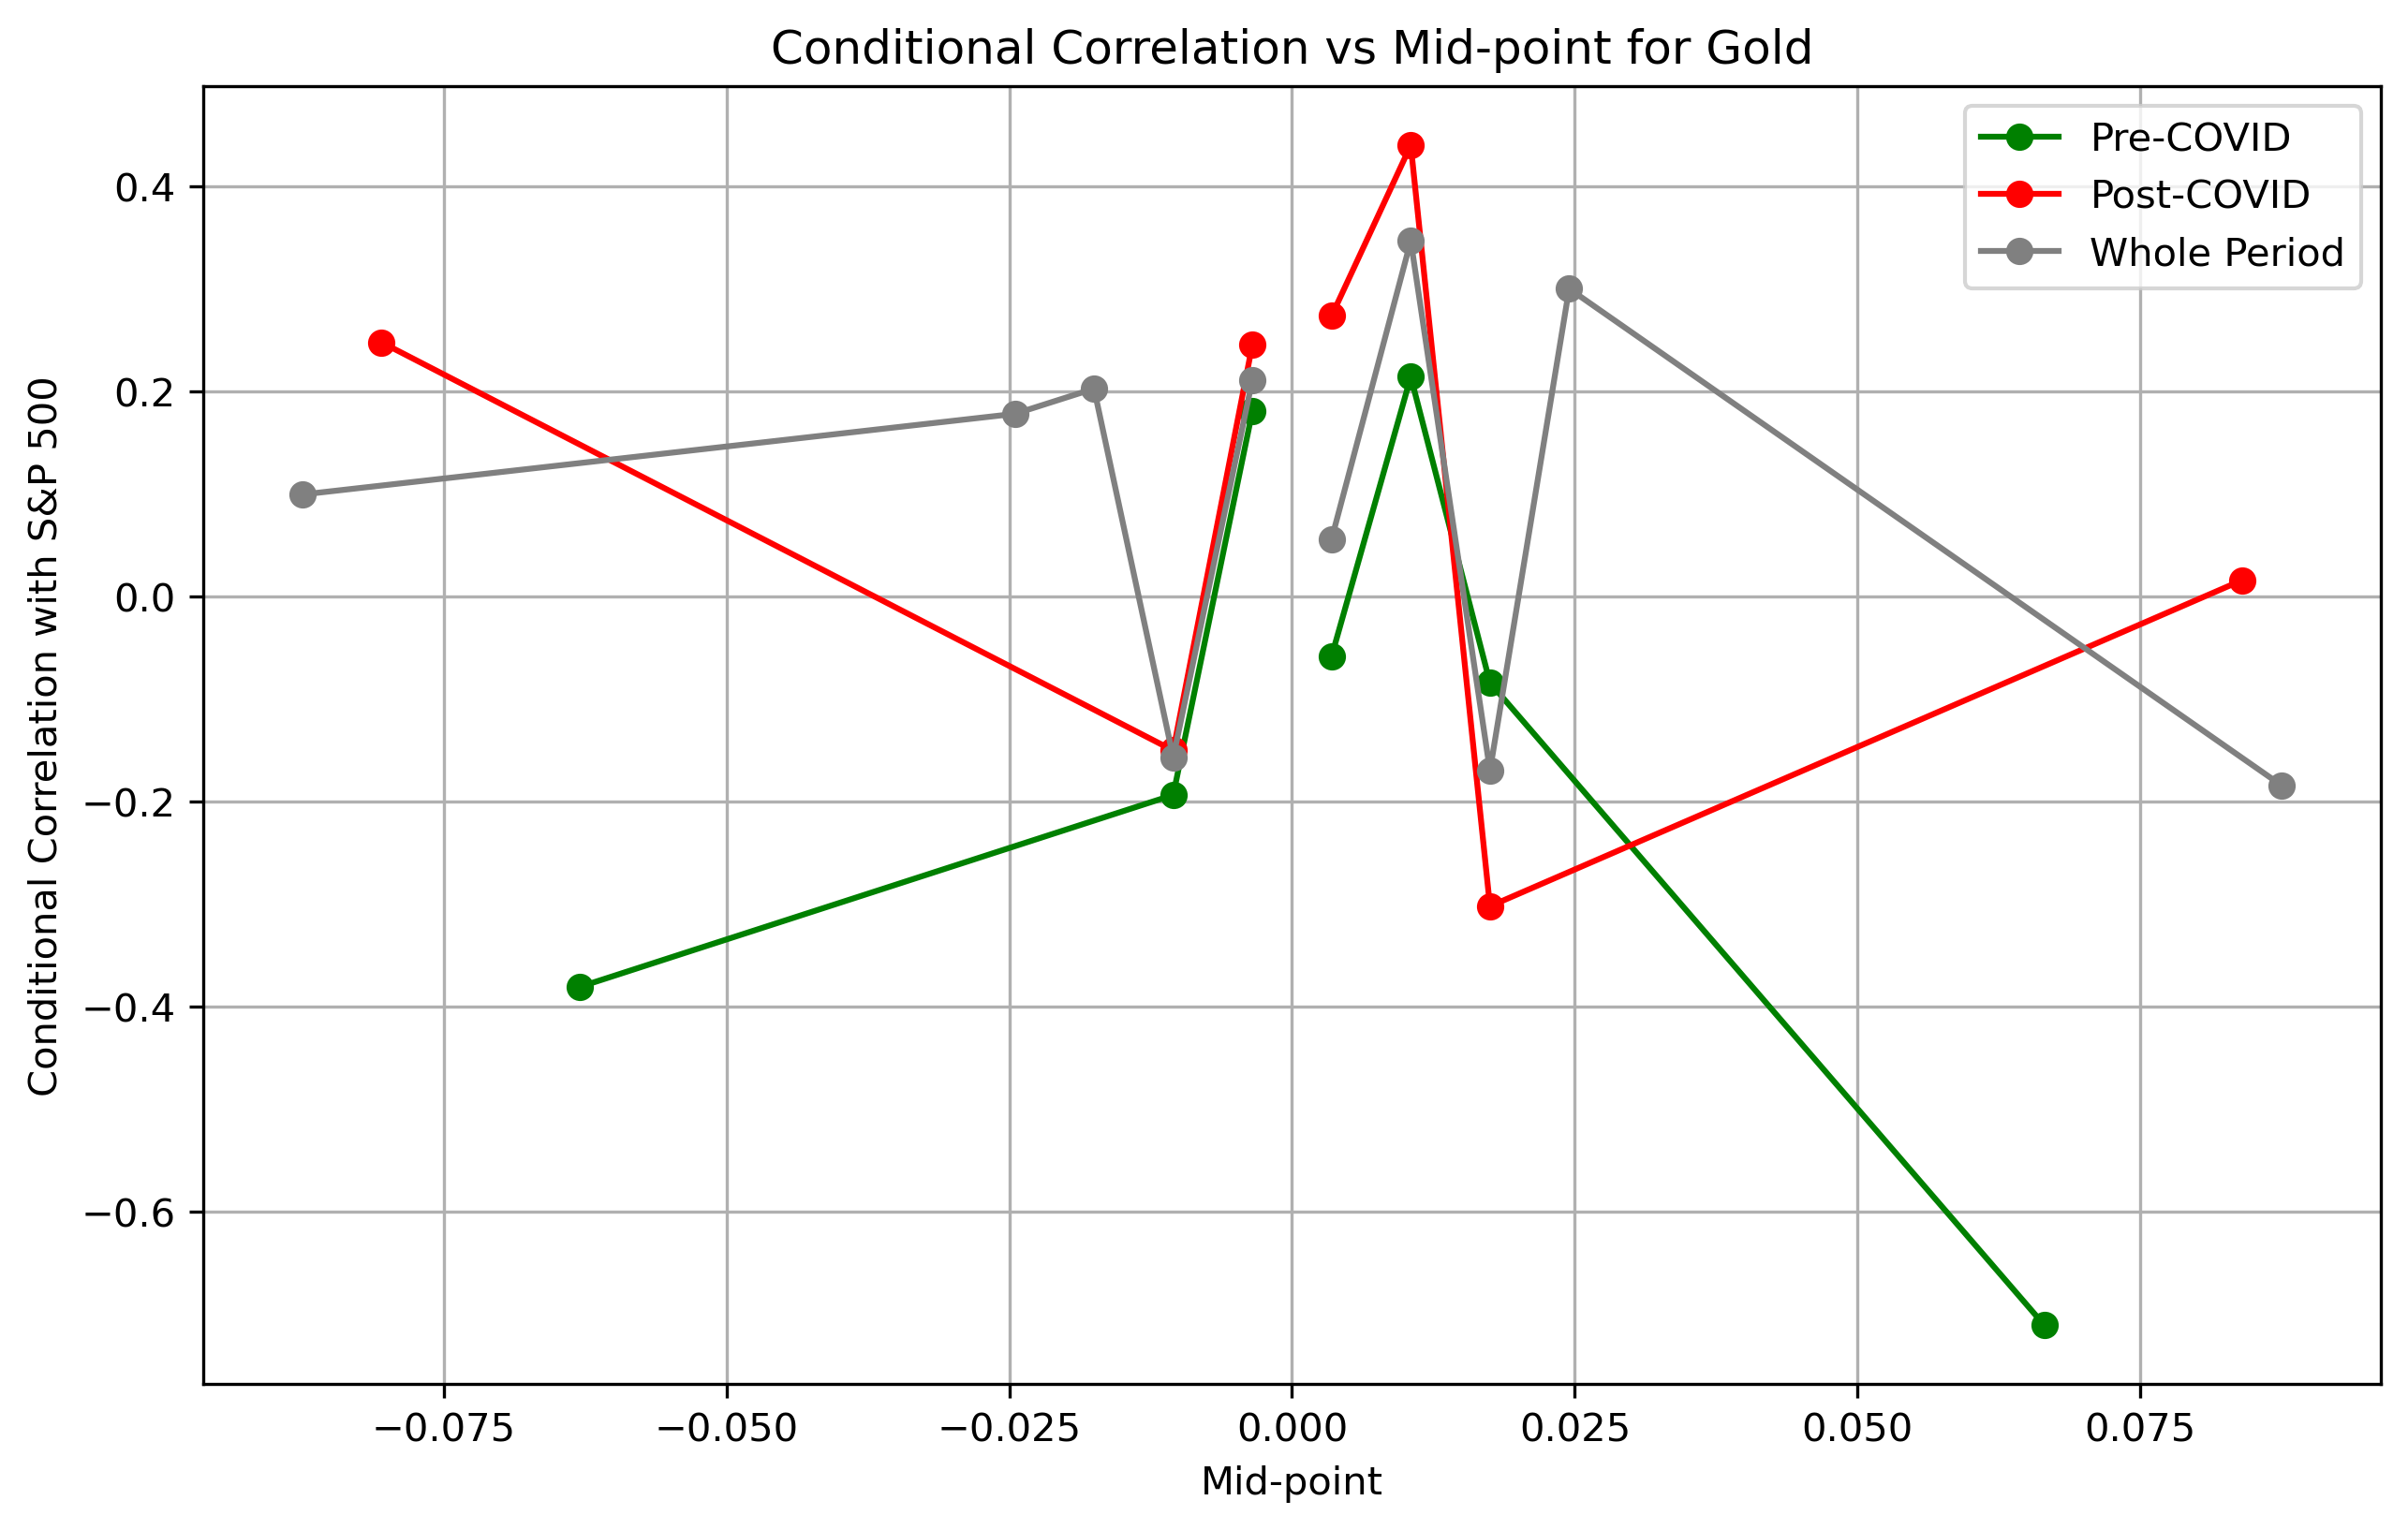 Conditional Correlation vs Mid-point for Gold
Pre-COVID
Post-COVID
Whole Period
Conditional Correlation with S&P 500
0.4
0.2
0.0
−0.2
−0.4
−0.6
−0.075 −0.050 −0.025 0.000 0.025 0.050 0.075
Mid-point